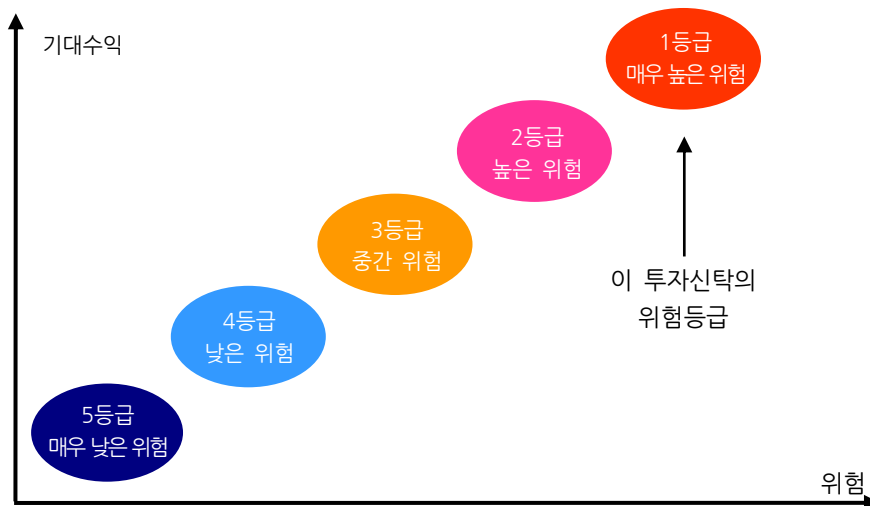 기대수익
1등급
매우 높은 위험
2등급
높은 위험
3등급
중간 위험
이 투자신탁의
위험등급
4등급
낮은 위험
5등급
매우 낮은 위험
위험